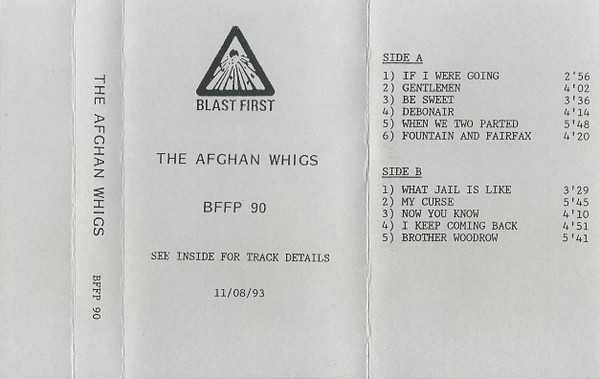 THE AFGHAN WHIGS
BFFP 90
BLAST FIRST
THE AFGHAN WHIGS
BFFP 90
SEE INSIDE FOR TRACK DETAILS
11/08/93
SIDE A
1) IF I WERE GOING 2'56
2) GENTLEMEN 4'02
3) BE SWEET 3'36
4) DEBONAIR 4'14
5) WHEN WE TWO PARTED 5'48
6) FOUNTAIN AND FAIRFAX 4'20
SIDE B
1) WHAT JAIL IS LIKE 3'29
2) MY CURSE 5'45
3) NOW YOU KNOW 4'10
4) I KEEP COMING BACK 4'51
5) BROTHER WOODROW 5'41